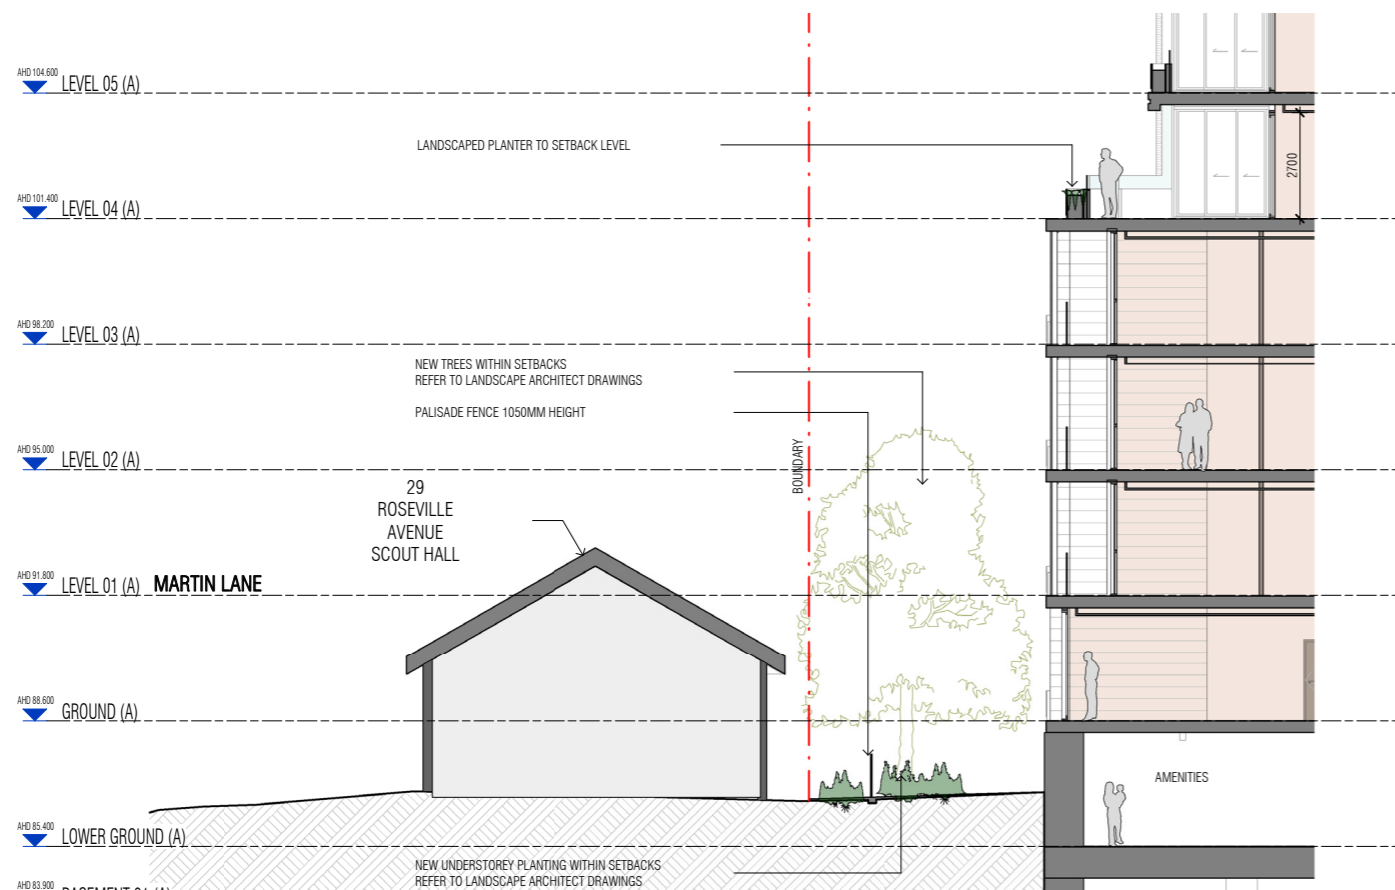 AHD 104.600
LEVEL 05 (A)
LANDSCAPED PLANTER TO SETBACK LEVEL
2700
AHD 101.400
LEVEL 04 (A)
AHD 98.200
LEVEL 03 (A)
NEW TREES WITHIN SETBACKS
REFER TO LANDSCAPE ARCHITECT DRAWINGS
PALISADE FENCE 1050MM HEIGHT
BOUNDARY
AHD 95.000
LEVEL 02 (A)
29
ROSEVILLE
AVENUE
SCOUT HALL
AHD 91.800
LEVEL 01 (A) MARTIN LANE
AHD 88.600
GROUND (A)
AMENITIES
AHD 85.400
LOWER GROUND (A)
NEW UNDERSTOREY PLANTING WITHIN SETBACKS
REFER TO LANDSCAPE ARCHITECT DRAWINGS
AHD 83.900
BASEMENT 01 (A)